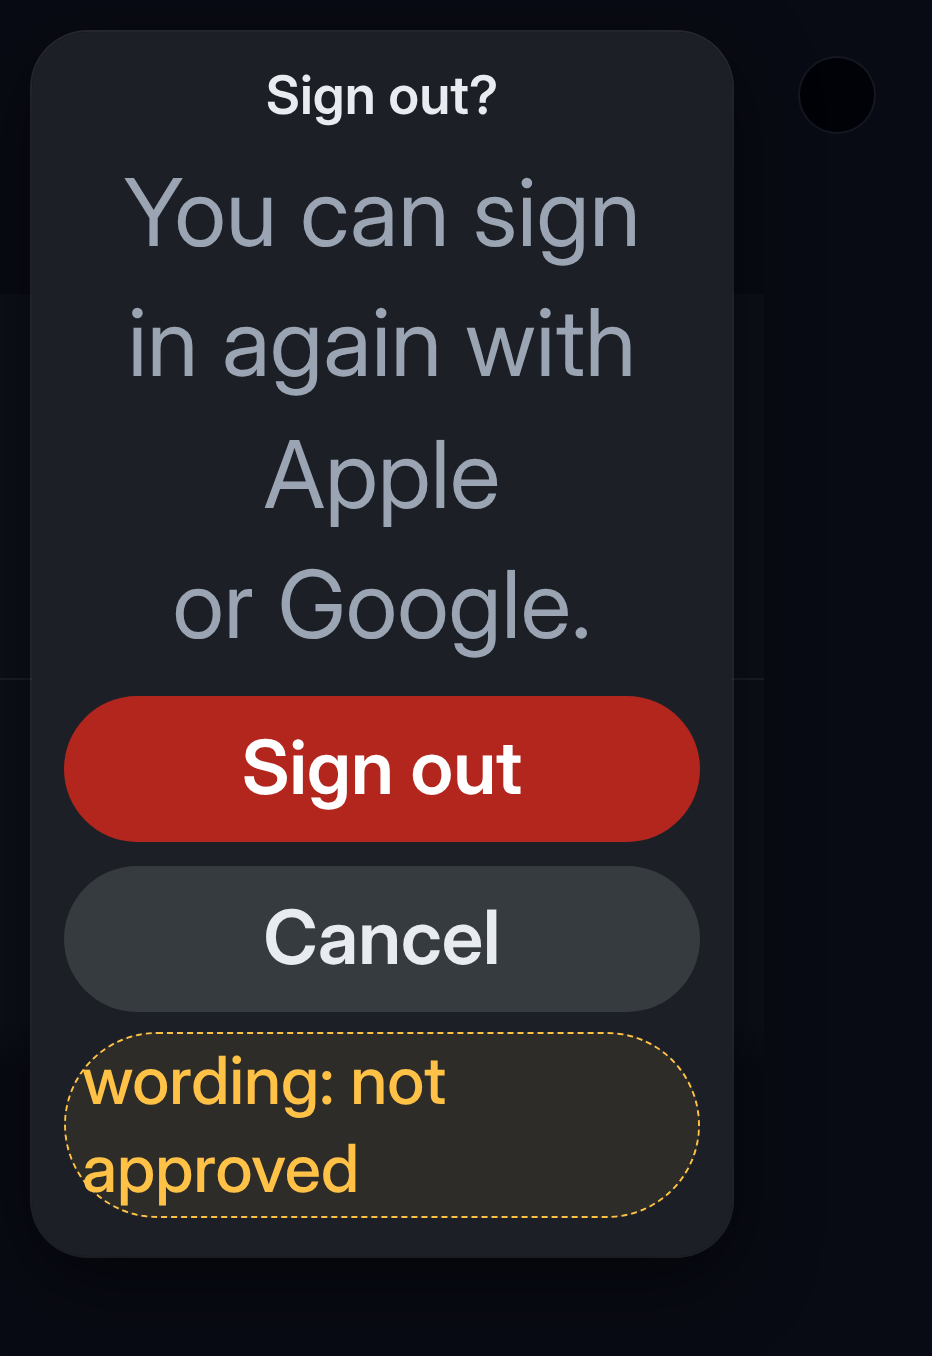 Sign out?
You can sign
in again with
Apple
or Google.
Sign out
Cancel
wording: not
approved